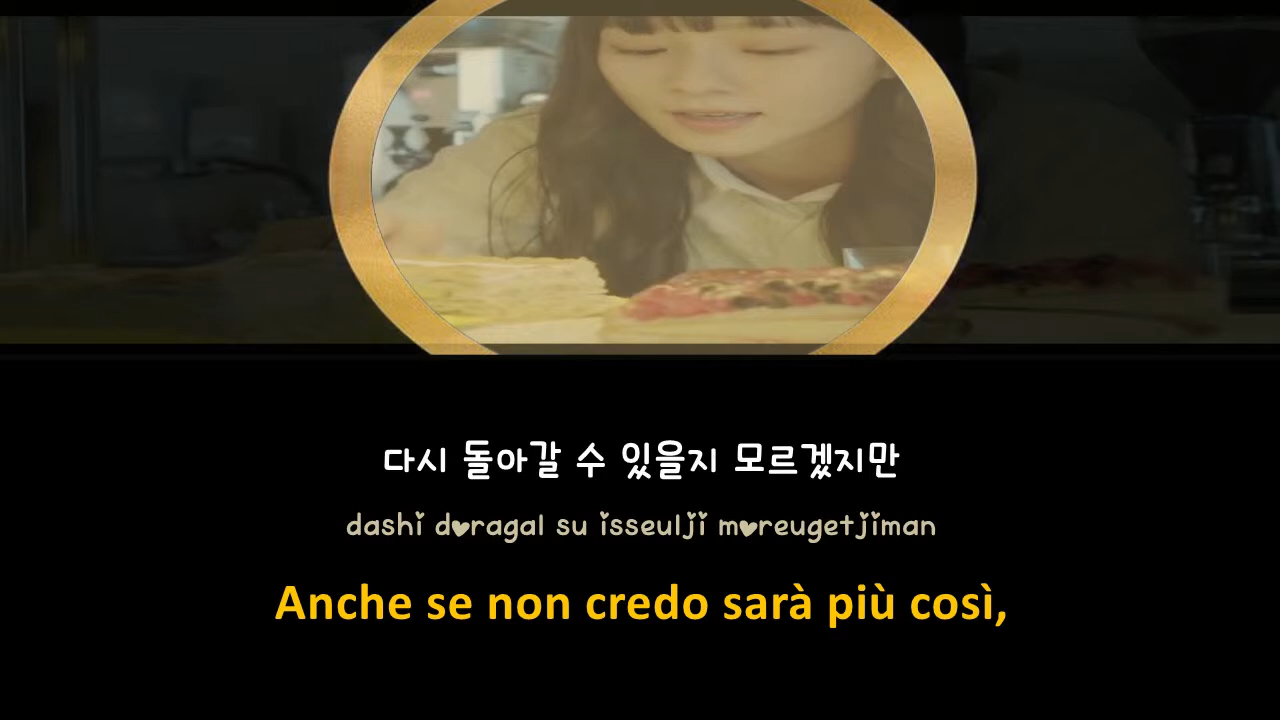 다시 돌아갈 수 있을지 모르겠지만
dashi doragal su isseulji moreugetjiman
Anche se non credo sarà più così,